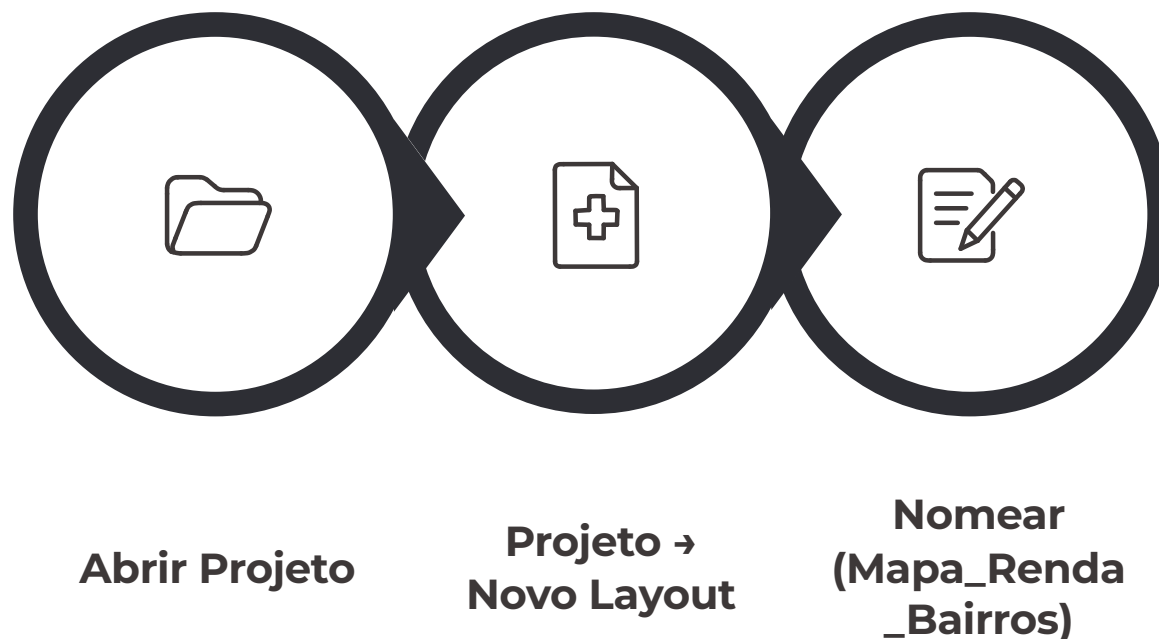 Abrir Projeto
Projeto →
Novo Layout
Nomear
(Mapa_Renda
_Bairros)